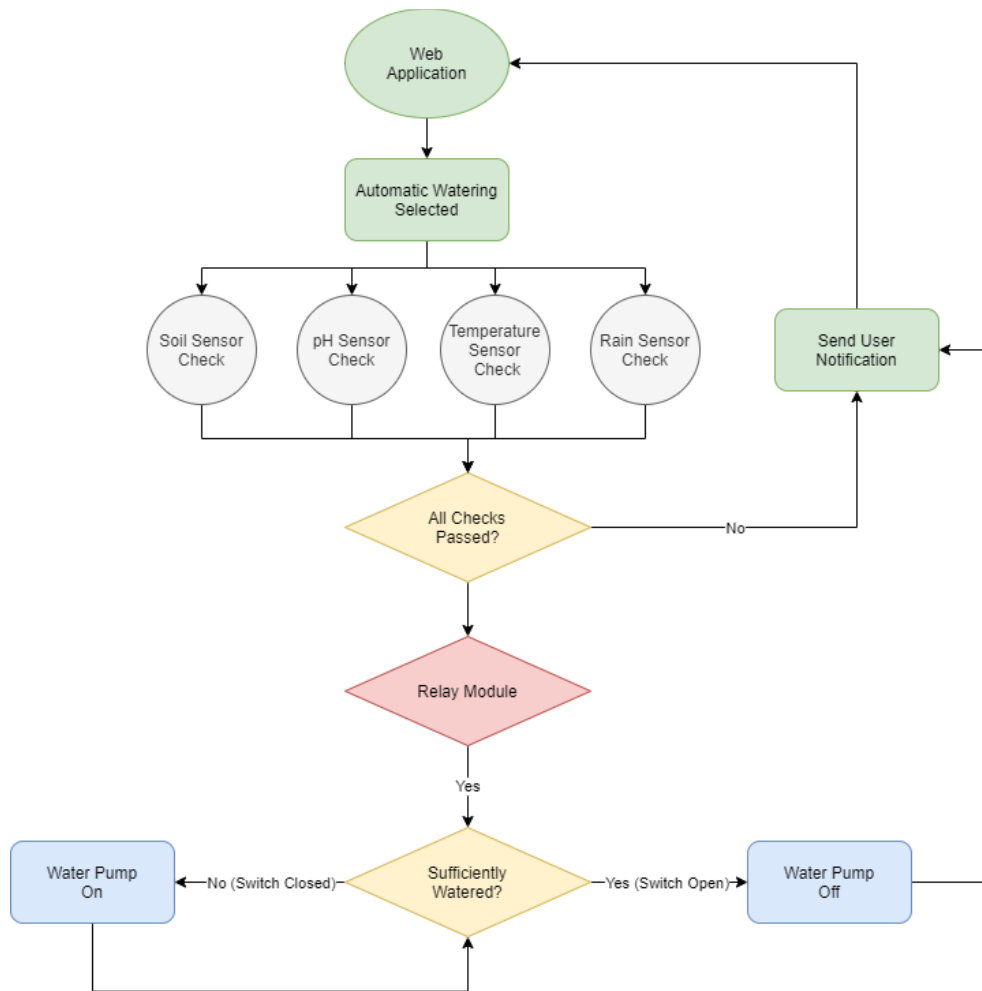 Web
Application
Automatic Watering
Selected
Soil Sensor
Check
pH Sensor
Check
Temperature
Sensor
Check
Rain Sensor
Check
Send User
Notification
All Checks
Passed?
No
Relay Module
Yes
Water Pump
On
No (Switch Closed)
Sufficiently
Watered?
Yes (Switch Open)
Water Pump
Off